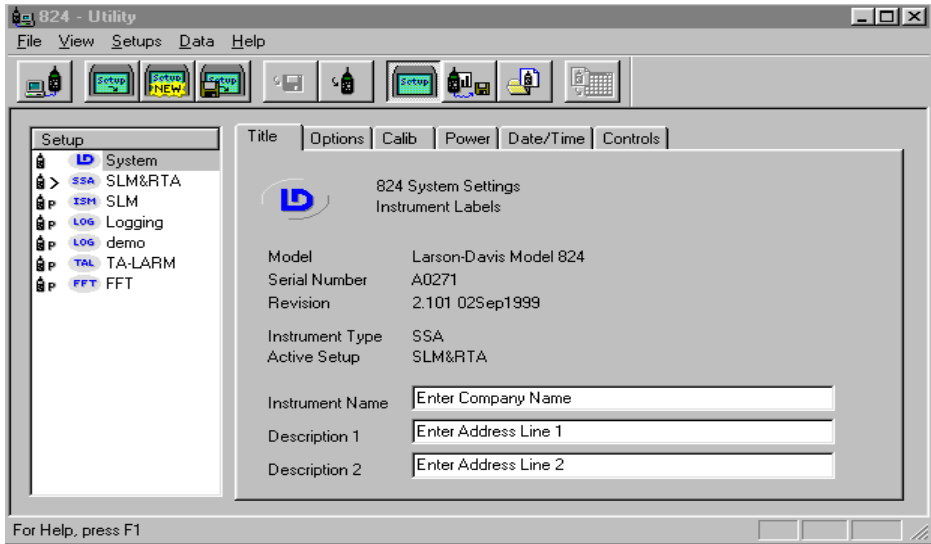 824 - Utility
File View Setups Data Help
Setup Setup NEW Setup Setup
Setup
LD System
> SSA SLM&RTA
P ISM SLM
P LOG Logging
P LOG demo
P TAL TA-LARM
P FFT FFT
Title Options Calib Power Date/Time Controls
LD
824 System Settings
Instrument Labels
Model Larson-Davis Model 824
Serial Number A0271
Revision 2.101 02Sep1999
Instrument Type SSA
Active Setup SLM&RTA
Instrument Name Enter Company Name
Description 1 Enter Address Line 1
Description 2 Enter Address Line 2
For Help, press F1